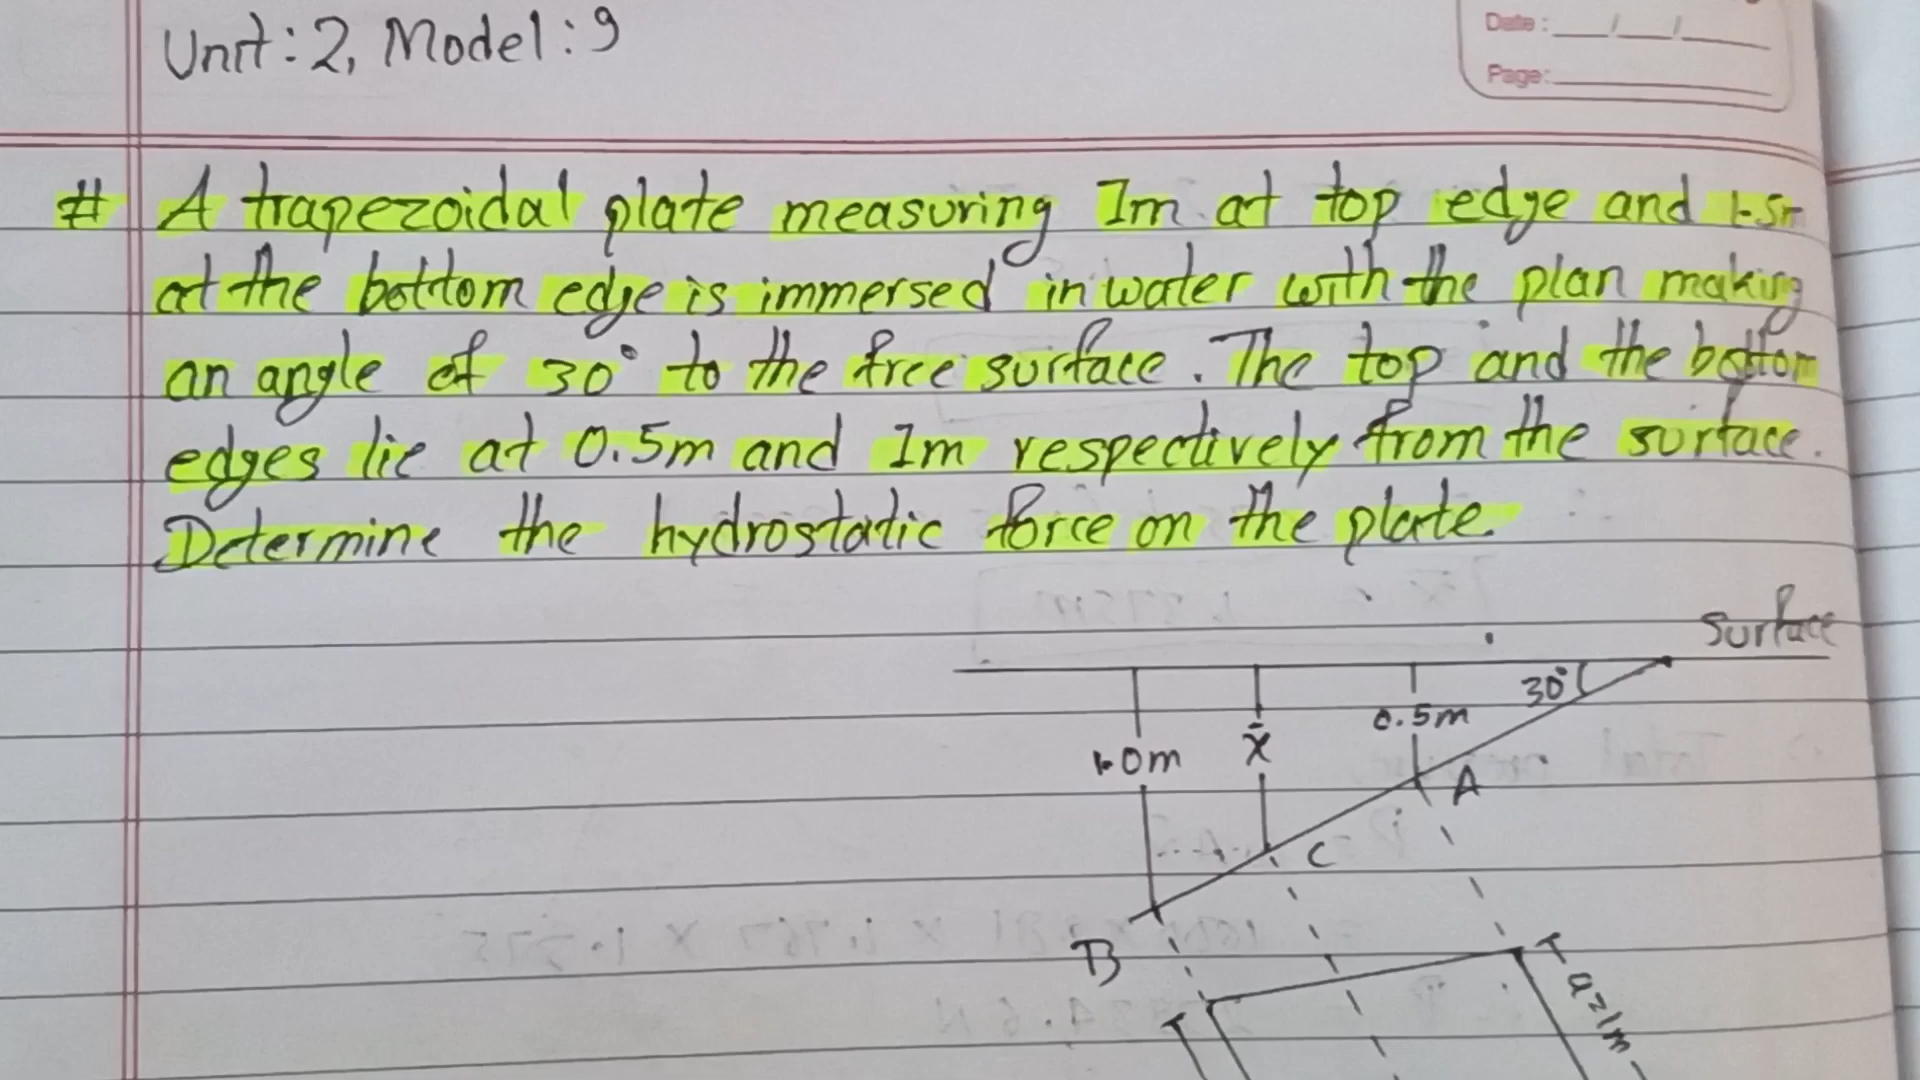 Unit: 2, Model: 9
Date: __/__/__
Page:
# A trapezoidal plate measuring 1m at top edge and 1.5m
at the bottom edge is immersed in water with the plan making
an angle of 30° to the free surface. The top and the bottom
edges lie at 0.5m and 1m respectively from the surface.
Determine the hydrostatic force on the plate.
Surface
30°
0.5m
x̄
1.0m
A
C
B
a=1m